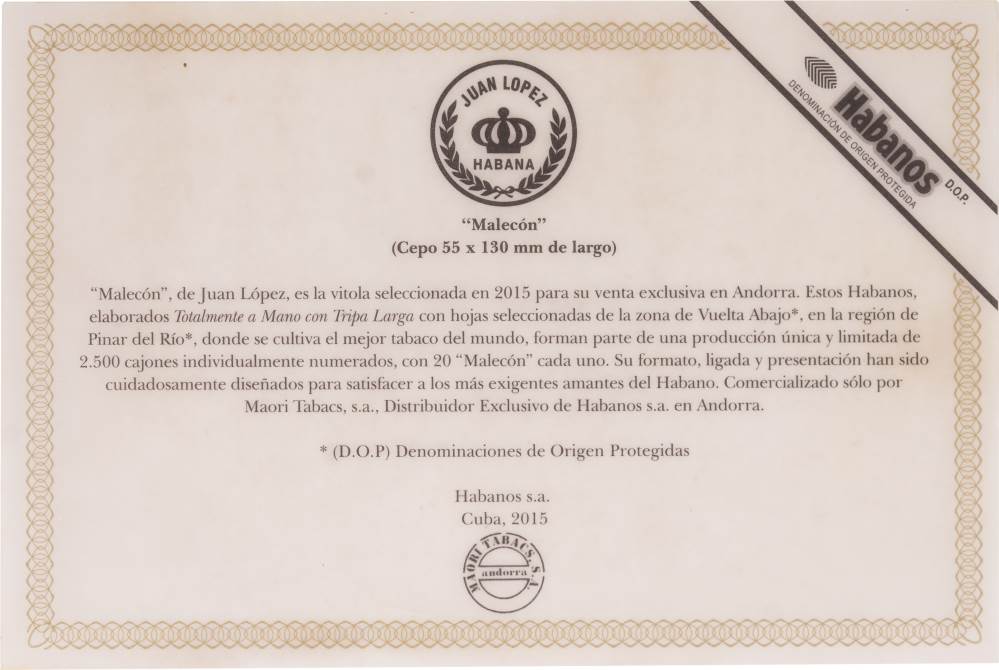 JUAN LOPEZ
HABANA
Habanos
D.O.P.
DENOMINACIÓN DE ORIGEN PROTEGIDA
“Malecón”
(Cepo 55 x 130 mm de largo)
“Malecón”, de Juan López, es la vitola seleccionada en 2015 para su venta exclusiva en Andorra. Estos Habanos,
elaborados Totalmente a Mano con Tripa Larga con hojas seleccionadas de la zona de Vuelta Abajo*, en la región de
Pinar del Río*, donde se cultiva el mejor tabaco del mundo, forman parte de una producción única y limitada de
2.500 cajones individualmente numerados, con 20 “Malecón” cada uno. Su formato, ligada y presentación han sido
cuidadosamente diseñados para satisfacer a los más exigentes amantes del Habano. Comercializado sólo por
Maori Tabacs, s.a., Distribuidor Exclusivo de Habanos s.a. en Andorra.
* (D.O.P) Denominaciones de Origen Protegidas
Habanos s.a.
Cuba, 2015
MAORI TABACS, S.A.
andorra